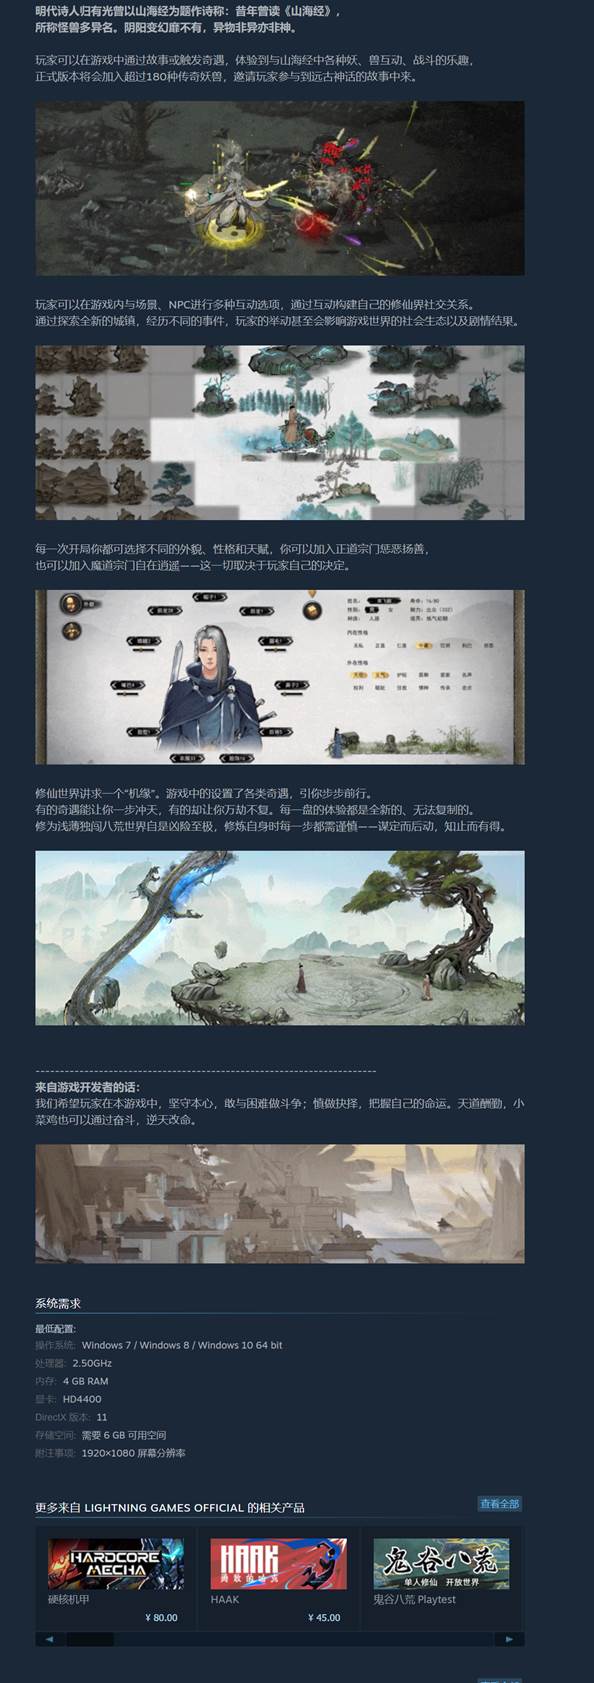 明代诗人归有光曾以山海经为题作诗称：昔年曾读《山海经》，
所称怪兽多异名。阴阳变幻靡不有，异物非异亦非神。
玩家可以在游戏中通过故事或触发奇遇，体验到与山海经中各种妖、兽互动、战斗的乐趣，
正式版本将会加入超过180种传奇妖兽，邀请玩家参与到远古神话的故事中来。
玩家可以在游戏内与场景、NPC进行多种互动选项，通过互动构建自己的修仙界社交关系。
通过探索全新的城镇，经历不同的事件，玩家的举动甚至会影响游戏世界的社会生态以及剧情结果。
每一次开局你都可选择不同的外貌、性格和天赋，你可以加入正道宗门惩恶扬善，
也可以加入魔道宗门自在逍遥——这一切取决于玩家自己的决定。
修仙世界讲求一个“机缘”。游戏中的设置了各类奇遇，引你步步前行。
有的奇遇能让你一步冲天，有的却让你万劫不复。每一盘的体验都是全新的、无法复制的。
修为浅薄独闯八荒世界自是凶险至极，修炼自身时每一步都需谨慎——谋定而后动，知止而有得。
----------------------------------------------------------------------
来自游戏开发者的话：
我们希望玩家在本游戏中，坚守本心，敢与困难做斗争；慎做抉择，把握自己的命运。天道酬勤，小
菜鸡也可以通过奋斗，逆天改命。
系统需求
最低配置:
操作系统: Windows 7 / Windows 8 / Windows 10 64 bit
处理器: 2.50GHz
内存: 4 GB RAM
显卡: HD4400
DirectX 版本: 11
存储空间: 需要 6 GB 可用空间
附注事项: 1920×1080 屏幕分辨率
更多来自 LIGHTNING GAMES OFFICIAL 的相关产品
查看全部
HARDCORE
MECHA
HAAK
勇敢的哈克
鬼谷八荒
单人修仙 开放世界
硬核机甲
HAAK
鬼谷八荒 Playtest
¥ 80.00
¥ 45.00